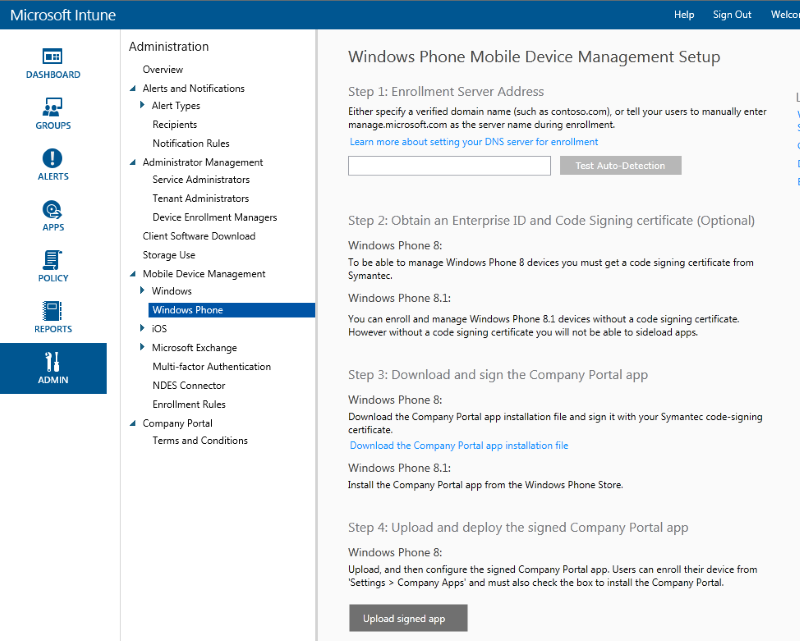 Microsoft Intune
Help
Sign Out
DASHBOARD
GROUPS
ALERTS
APPS
POLICY
REPORTS
ADMIN
Administration
Overview
Alerts and Notifications
Alert Types
Recipients
Notification Rules
Administrator Management
Service Administrators
Tenant Administrators
Device Enrollment Managers
Client Software Download
Storage Use
Mobile Device Management
Windows
Windows Phone
iOS
Microsoft Exchange
Multi-factor Authentication
NDES Connector
Enrollment Rules
Company Portal
Terms and Conditions
Windows Phone Mobile Device Management Setup
Step 1: Enrollment Server Address
Either specify a verified domain name (such as contoso.com), or tell your users to manually enter
manage.microsoft.com as the server name during enrollment.
Learn more about setting your DNS server for enrollment
Test Auto-Detection
Step 2: Obtain an Enterprise ID and Code Signing certificate (Optional)
Windows Phone 8:
To be able to manage Windows Phone 8 devices you must get a code signing certificate from
Symantec.
Windows Phone 8.1:
You can enroll and manage Windows Phone 8.1 devices without a code signing certificate.
However without a code signing certificate you will not be able to sideload apps.
Step 3: Download and sign the Company Portal app
Windows Phone 8:
Download the Company Portal app installation file and sign it with your Symantec code-signing
certificate.
Download the Company Portal app installation file
Windows Phone 8.1:
Install the Company Portal app from the Windows Phone Store.
Step 4: Upload and deploy the signed Company Portal app
Windows Phone 8:
Upload, and then configure the signed Company Portal app. Users can enroll their device from
'Settings > Company Apps' and must also check the box to install the Company Portal.
Upload signed app